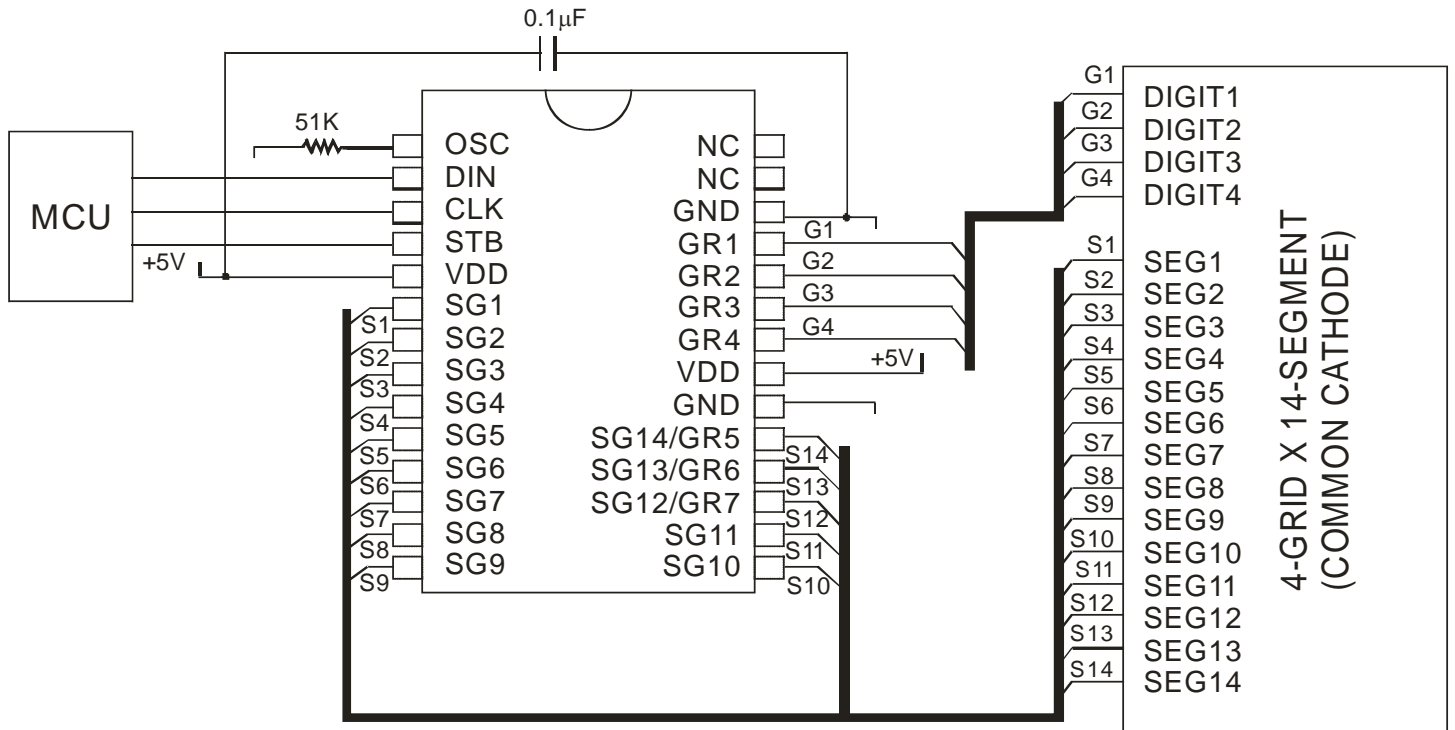 0.1μF
MCU
51K
+5V
OSC
DIN
CLK
STB
VDD
SG1
SG2
SG3
SG4
SG5
SG6
SG7
SG8
SG9
S1
S2
S3
S4
S5
S6
S7
S8
S9
NC
NC
GND
GR1
GR2
GR3
GR4
VDD
GND
SG14/GR5
SG13/GR6
SG12/GR7
SG11
SG10
G1
G2
G3
G4
+5V
S14
S13
S12
S11
S10
G1
G2
G3
G4
S1
S2
S3
S4
S5
S6
S7
S8
S9
S10
S11
S12
S13
S14
DIGIT1
DIGIT2
DIGIT3
DIGIT4
SEG1
SEG2
SEG3
SEG4
SEG5
SEG6
SEG7
SEG8
SEG9
SEG10
SEG11
SEG12
SEG13
SEG14
4-GRID X 14-SEGMENT
(COMMON CATHODE)